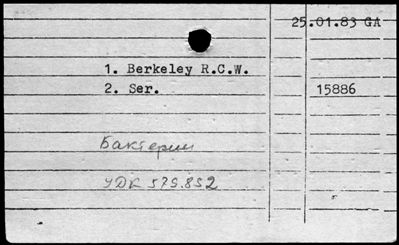 25.01.83 GA
1. Berkeley R.C.W.
2. Ser. 15886
Бактерии
УДК 579.852